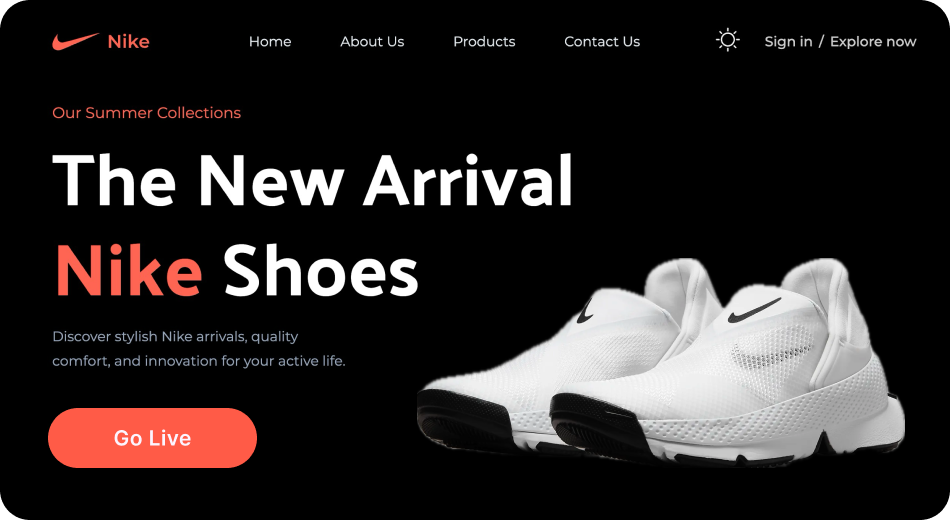 Nike Home About Us Products Contact Us Sign in / Explore now
Our Summer Collections
The New Arrival
Nike Shoes
Discover stylish Nike arrivals, quality
comfort, and innovation for your active life.
Go Live